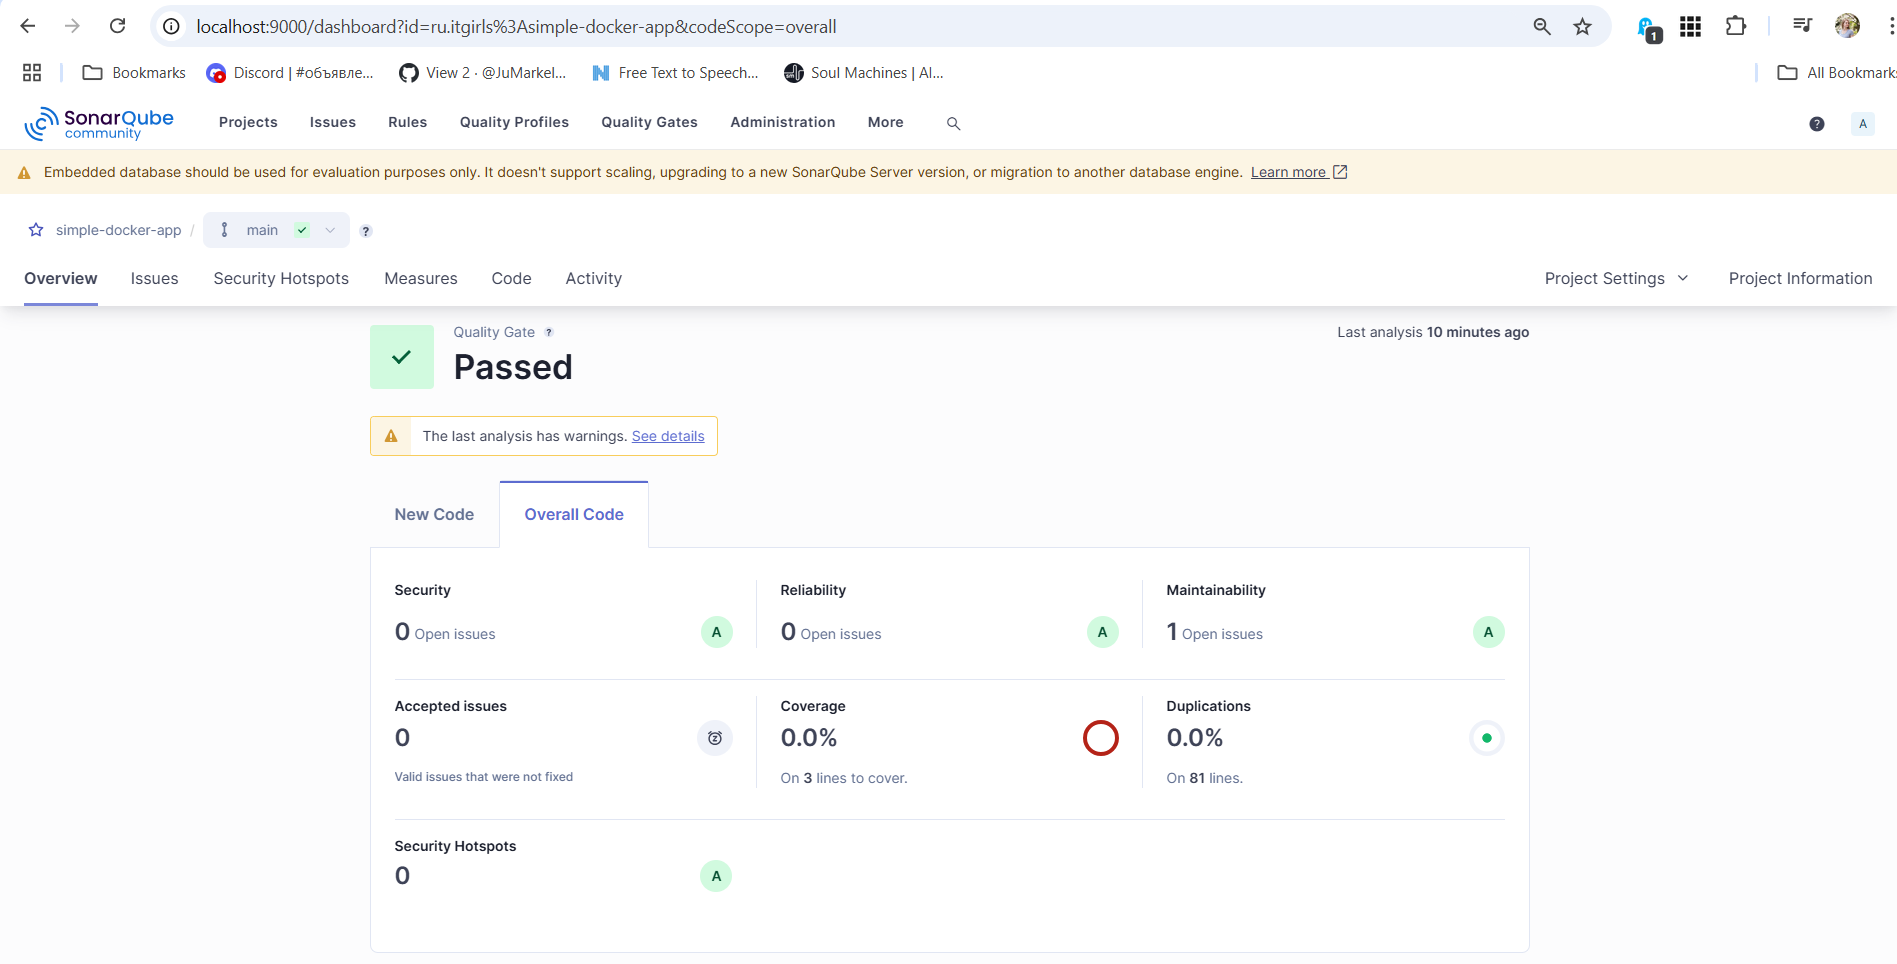 localhost:9000/dashboard?id=ru.itgirls%3Asimple-docker-app&codeScope=overall
1
Bookmarks
Discord | #объявле...
View 2 · @JuMarkel...
Free Text to Speech...
Soul Machines | AI...
All Bookmarks
SonarQube community
Projects
Issues
Rules
Quality Profiles
Quality Gates
Administration
More
?
A
Embedded database should be used for evaluation purposes only. It doesn't support scaling, upgrading to a new SonarQube Server version, or migration to another database engine. Learn more
simple-docker-app / main ?
Overview
Issues
Security Hotspots
Measures
Code
Activity
Project Settings
Project Information
Quality Gate ?
Passed
Last analysis 10 minutes ago
The last analysis has warnings. See details
New Code
Overall Code
Security
0 Open issues
A
Reliability
0 Open issues
A
Maintainability
1 Open issues
A
Accepted issues
0
Valid issues that were not fixed
Coverage
0.0%
On 3 lines to cover.
Duplications
0.0%
On 81 lines.
Security Hotspots
0
A